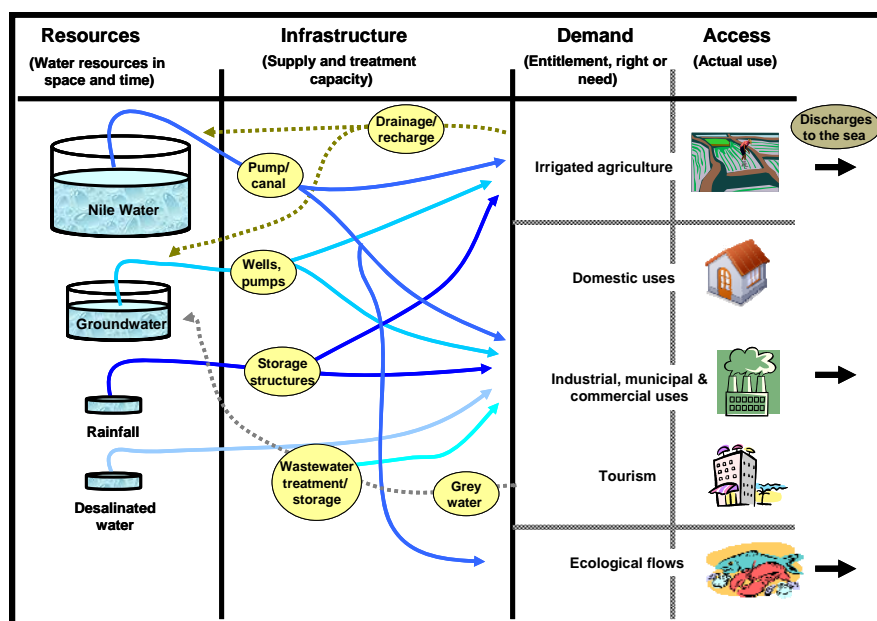 Resources
(Water resources in
space and time)
Infrastructure
(Supply and treatment
capacity)
Demand
(Entitlement, right or
need)
Access
(Actual use)
Drainage/
recharge
Discharges
to the sea
Pump/
canal
Irrigated agriculture
Nile Water
Wells,
pumps
Domestic uses
Groundwater
Storage
structures
Industrial, municipal &
commercial uses
Rainfall
Wastewater
treatment/
storage
Grey
water
Tourism
Desalinated
water
Ecological flows